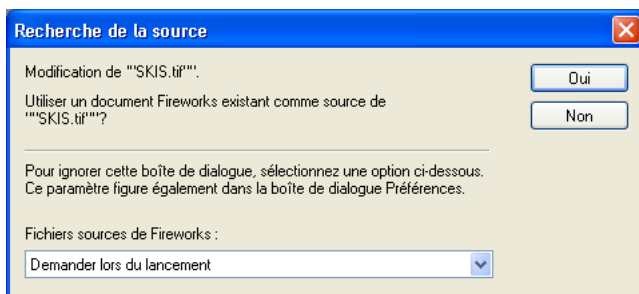 Recherche de la source
Modification de ""'SKIS.tif'"".
Oui
Utiliser un document Fireworks existant comme source de
""'SKIS.tif'""?
Non
Pour ignorer cette boîte de dialogue, sélectionnez une option ci-dessous.
Ce paramètre figure également dans la boîte de dialogue Préférences.
Fichiers sources de Fireworks :
Demander lors du lancement